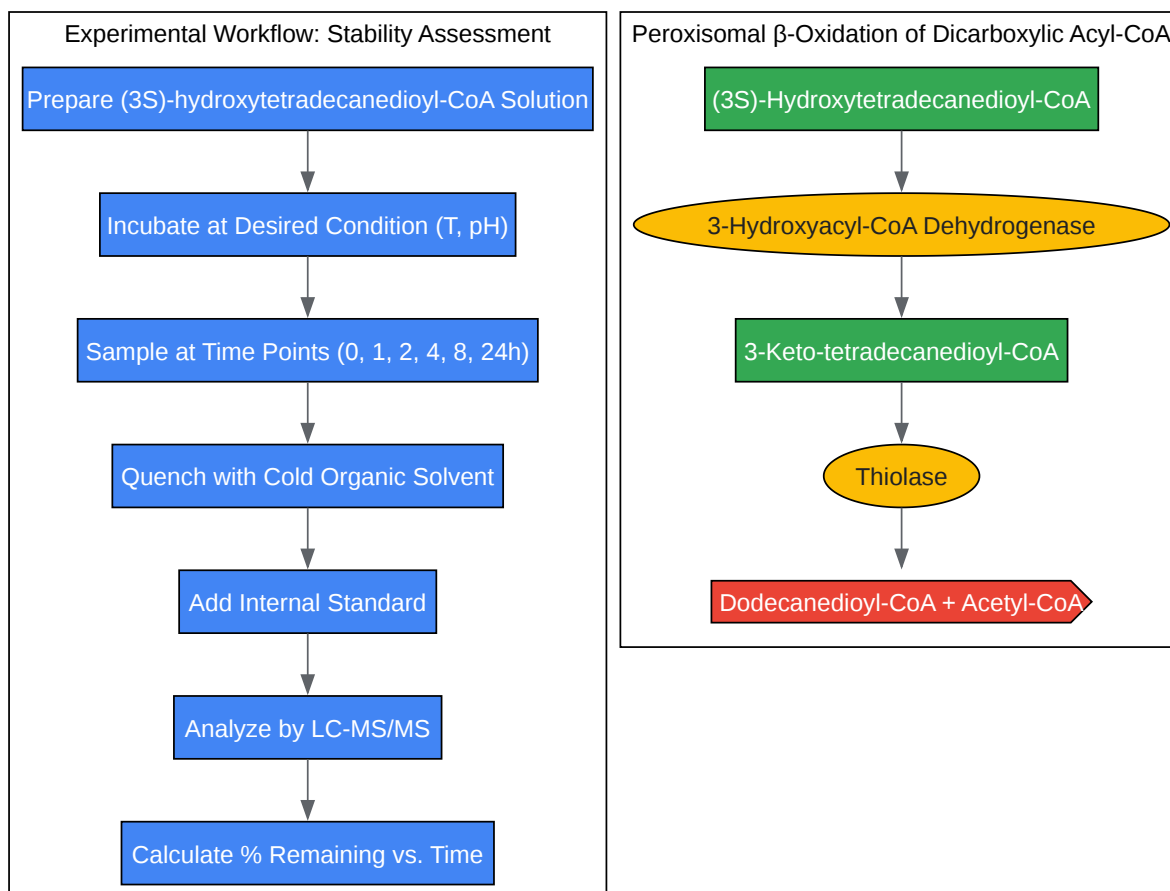 Experimental Workflow: Stability Assessment
Prepare (3S)-hydroxytetradecanedioyl-CoA Solution
Incubate at Desired Condition (T, pH)
Sample at Time Points (0, 1, 2, 4, 8, 24h)
Quench with Cold Organic Solvent
Add Internal Standard
Analyze by LC-MS/MS
Calculate % Remaining vs. Time
Peroxisomal β-Oxidation of Dicarboxylic Acyl-CoA
(3S)-Hydroxytetradecanedioyl-CoA
3-Hydroxyacyl-CoA Dehydrogenase
3-Keto-tetradecanedioyl-CoA
Thiolase
Dodecanedioyl-CoA + Acetyl-CoA